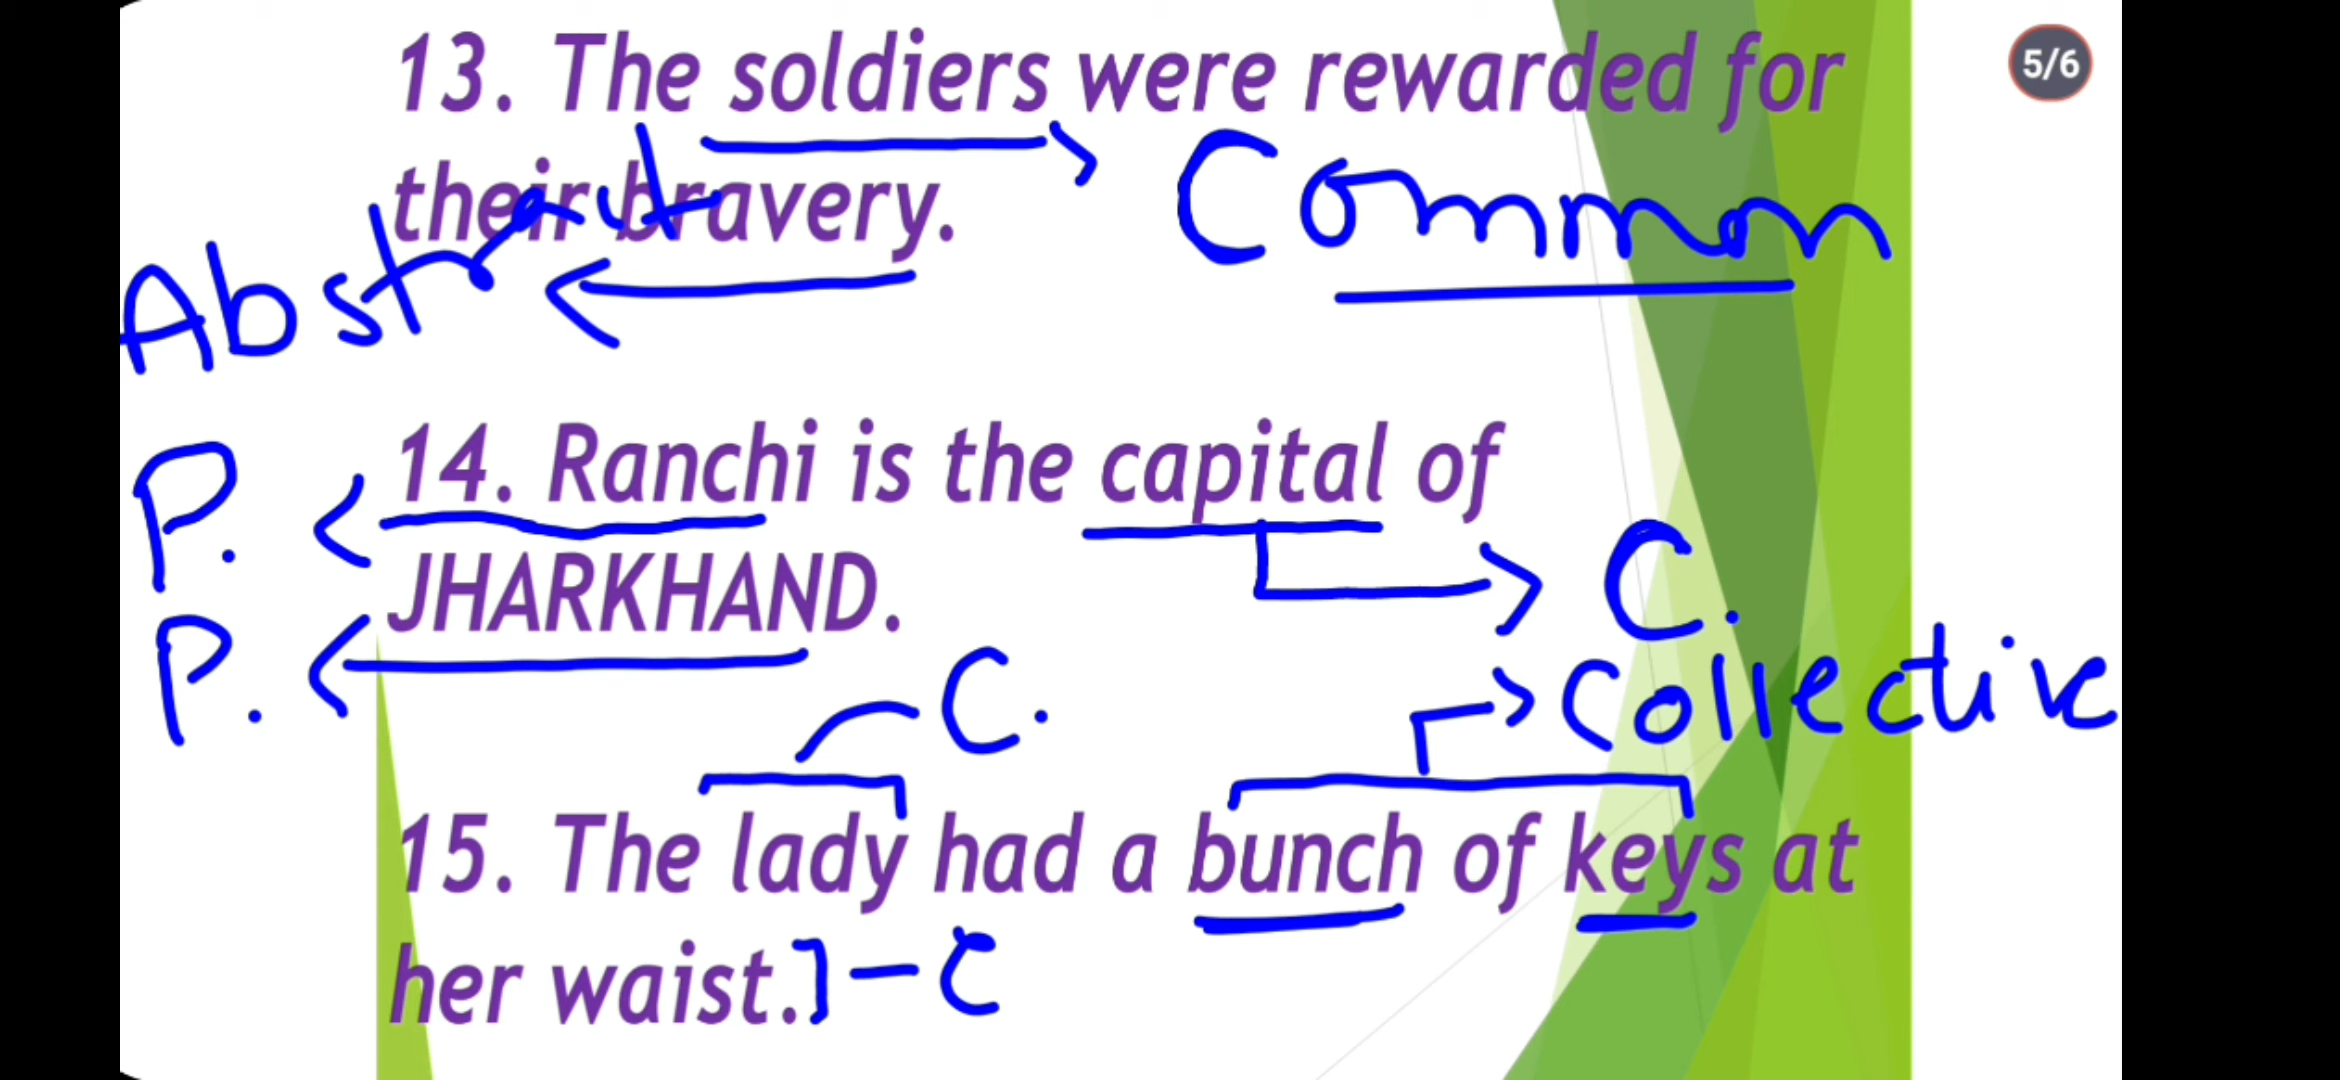 13. The soldiers were rewarded for
5/6
their bravery.
Common
Abstract
14. Ranchi is the capital of
P.
C.
JHARKHAND.
P.
C.
Collective
15. The lady had a bunch of keys at
her waist.]-C